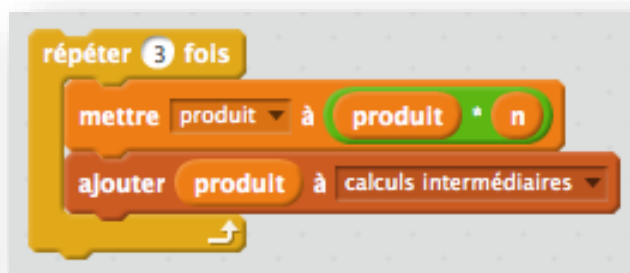 répéter 3 fois
mettre produit à produit * n
ajouter produit à calculs intermédiaires